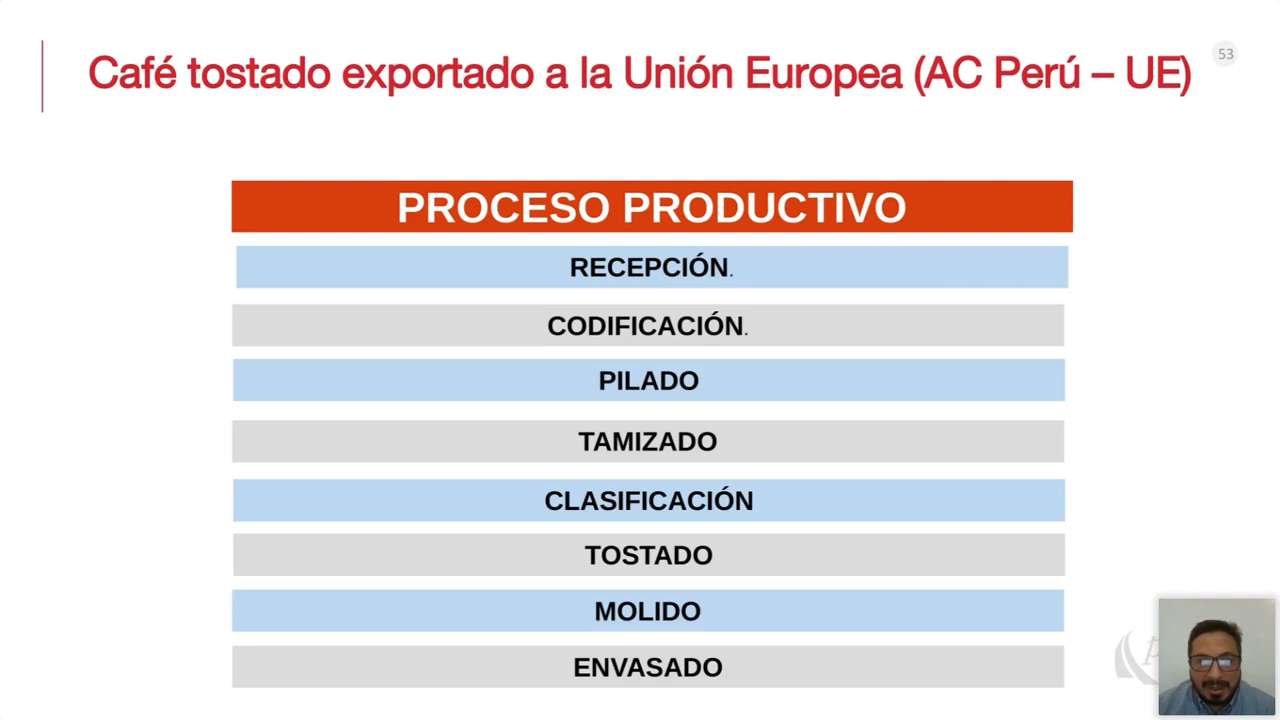 Café tostado exportado a la Unión Europea (AC Perú – UE)
53
PROCESO PRODUCTIVO
RECEPCIÓN.
CODIFICACIÓN.
PILADO
TAMIZADO
CLASIFICACIÓN
TOSTADO
MOLIDO
ENVASADO